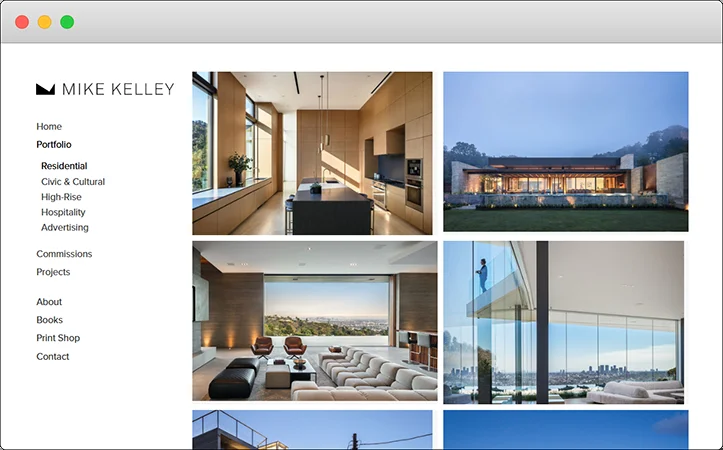 MIKE KELLEY
Home
Portfolio
Residential
Civic & Cultural
High-Rise
Hospitality
Advertising
Commissions
Projects
About
Books
Print Shop
Contact